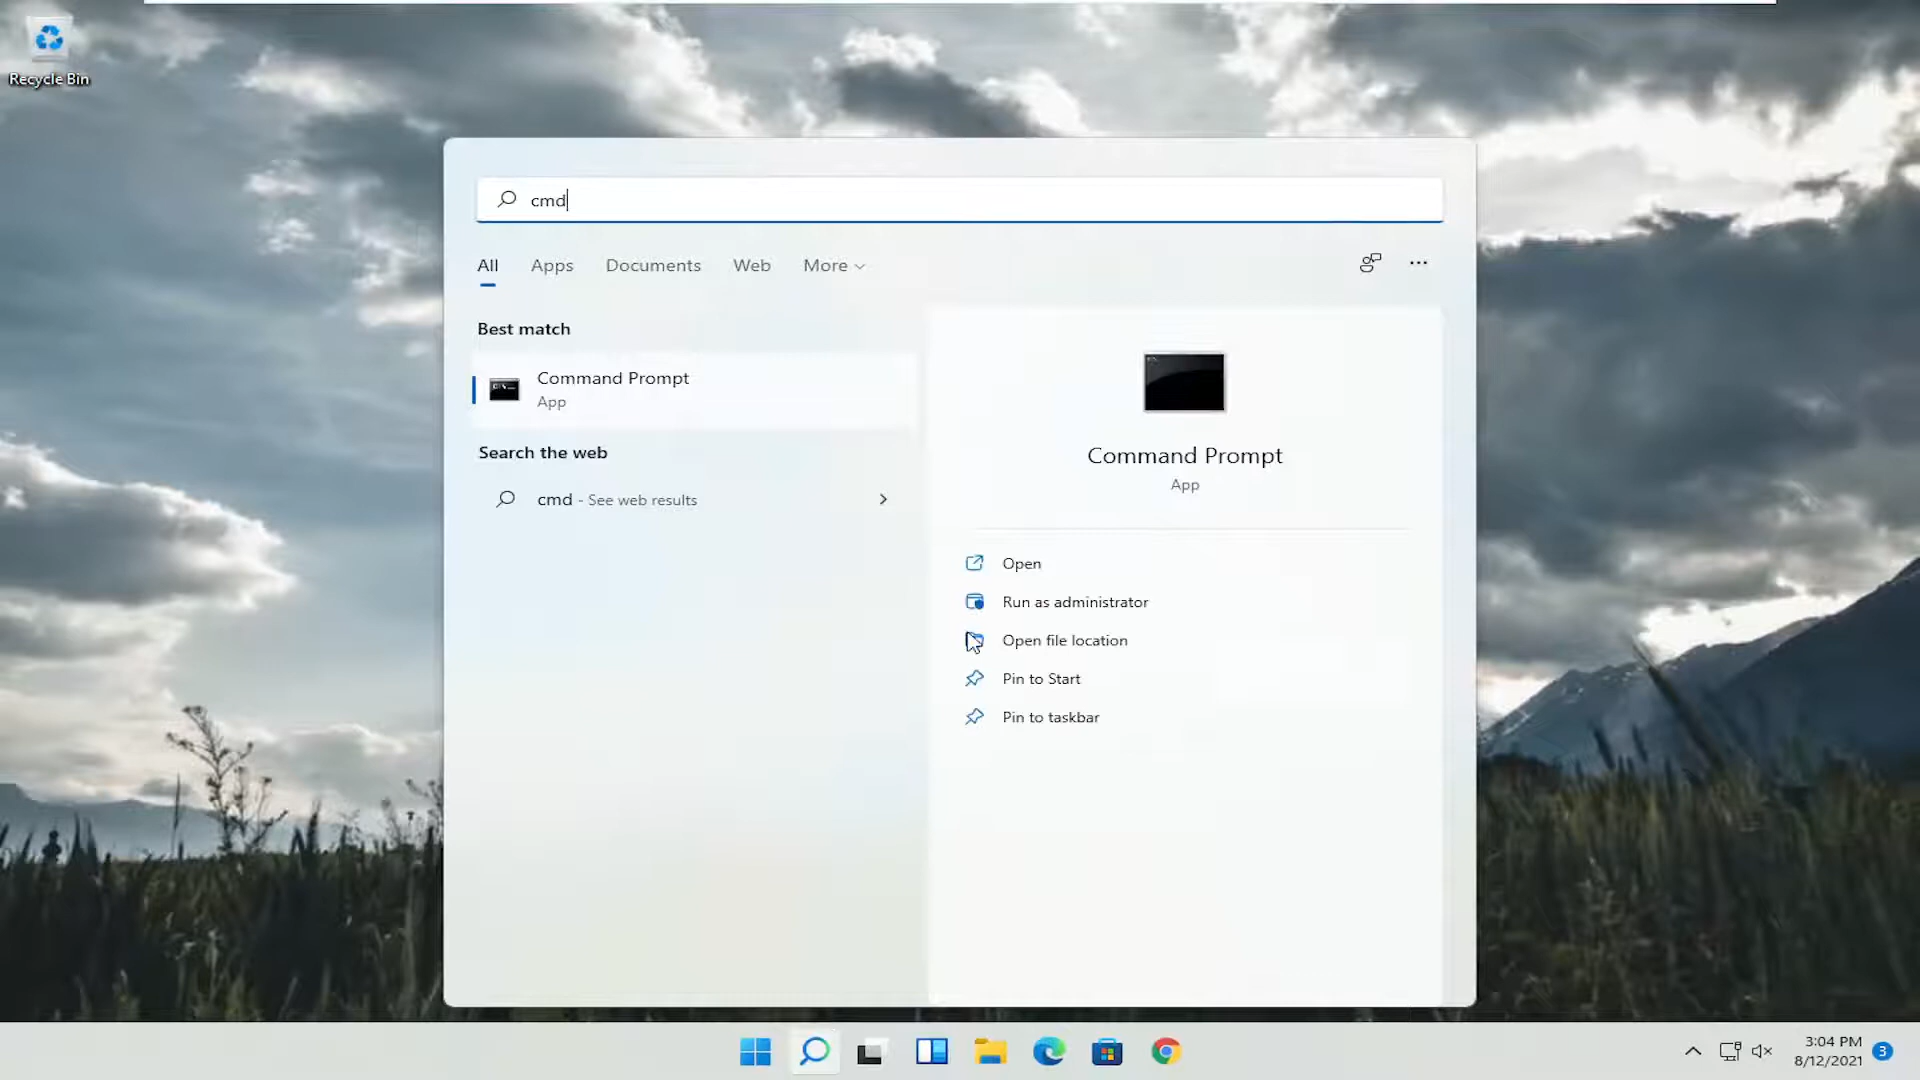 Recycle Bin
cmd
All Apps Documents Web More
Best match
Command Prompt
App
Search the web
cmd - See web results
Command Prompt
App
Open
Run as administrator
Open file location
Pin to Start
Pin to taskbar
3:04 PM
8/12/2021
3